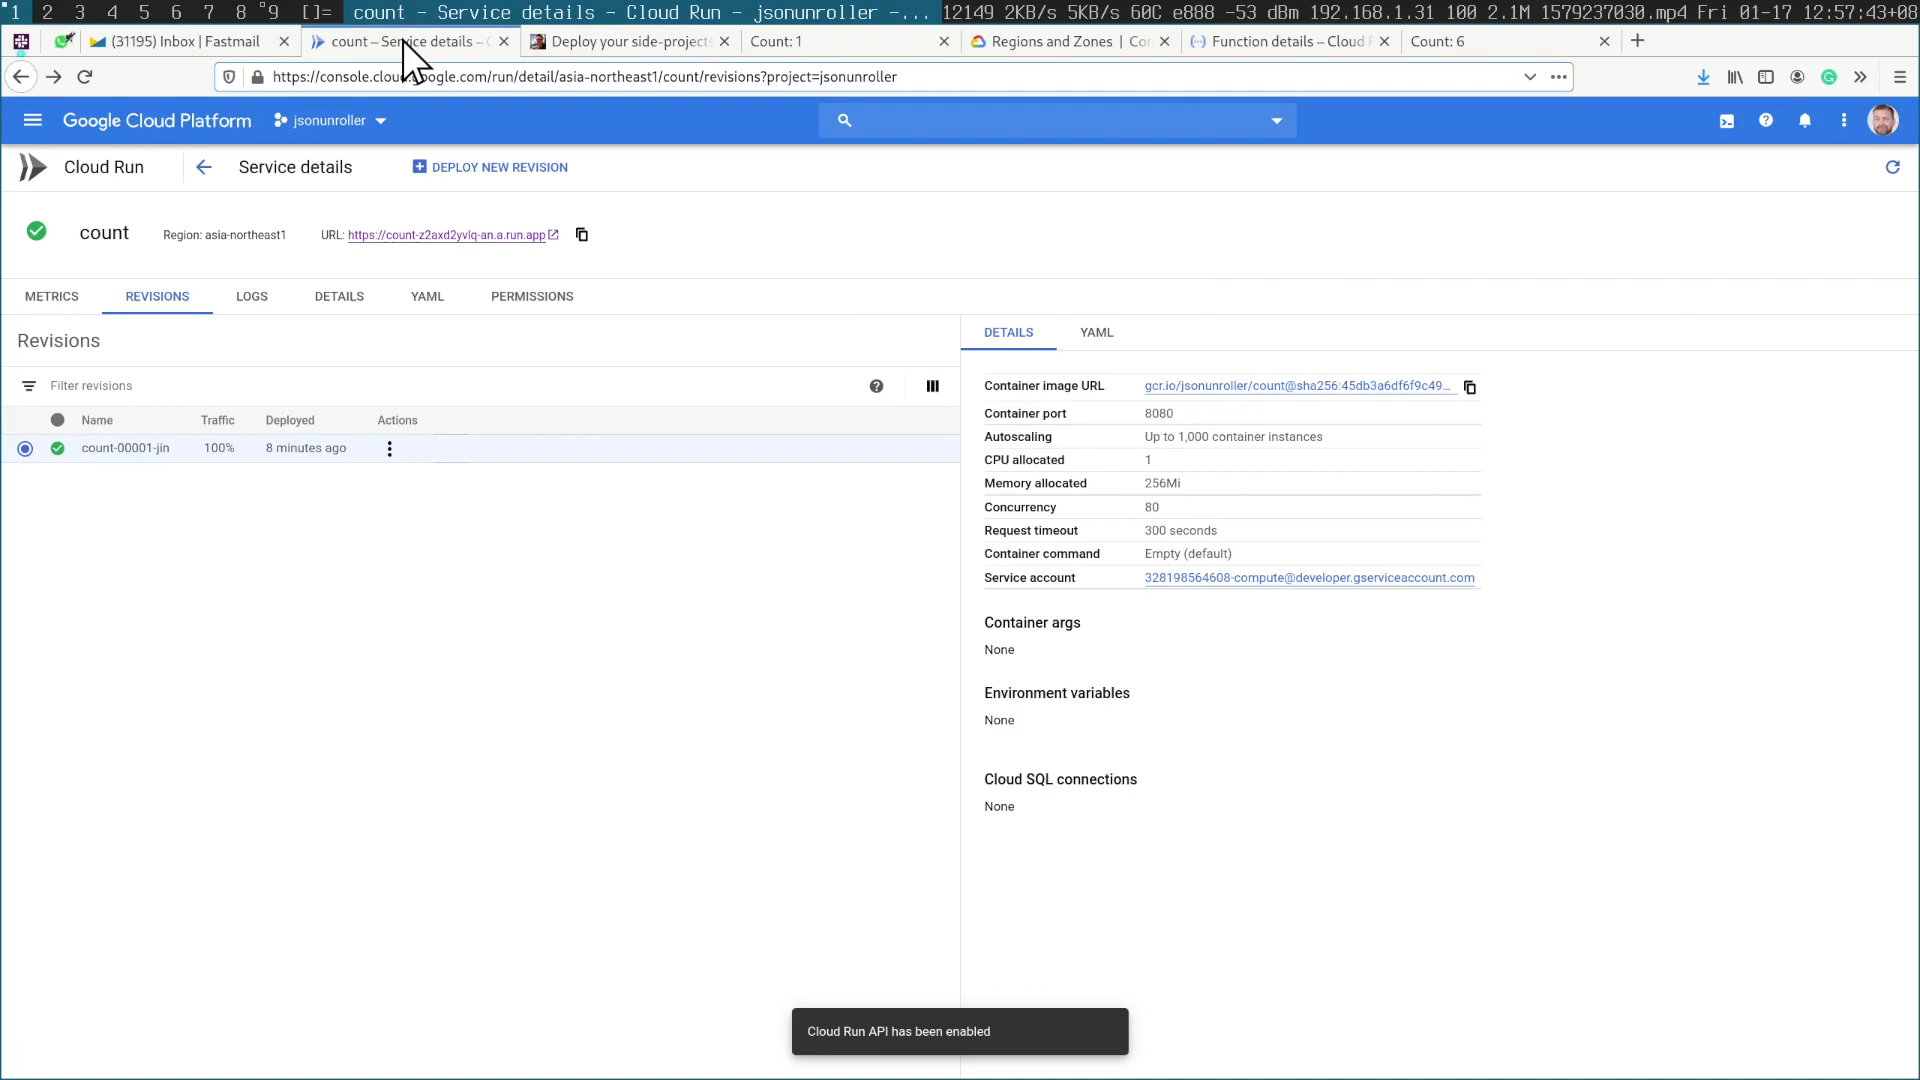 1 2 3 4 5 6 7 8 9 []= count - Service details - Cloud Run - jsonunroller -... 12149 2KB/s 5KB/s 60C e888 -53 dBm 192.168.1.31 100 2.1M 1579237030.mp4 Fri 01-17 12:57:43+08
(31195) Inbox | Fastmail count – Service details – C Deploy your side-projects Count: 1 Regions and Zones | Co Function details – Cloud F Count: 6
https://console.cloud.google.com/run/detail/asia-northeast1/count/revisions?project=jsonunroller
Google Cloud Platform jsonunroller
Cloud Run Service details DEPLOY NEW REVISION
count Region: asia-northeast1 URL: https://count-z2axd2yvlq-an.a.run.app
METRICS REVISIONS LOGS DETAILS YAML PERMISSIONS
Revisions
Filter revisions
Name Traffic Deployed Actions
count-00001-jin 100% 8 minutes ago
DETAILS YAML
Container image URL gcr.io/jsonunroller/count@sha256:45db3a6df6f9c49...
Container port 8080
Autoscaling Up to 1,000 container instances
CPU allocated 1
Memory allocated 256Mi
Concurrency 80
Request timeout 300 seconds
Container command Empty (default)
Service account 328198564608-compute@developer.gserviceaccount.com
Container args
None
Environment variables
None
Cloud SQL connections
None
Cloud Run API has been enabled